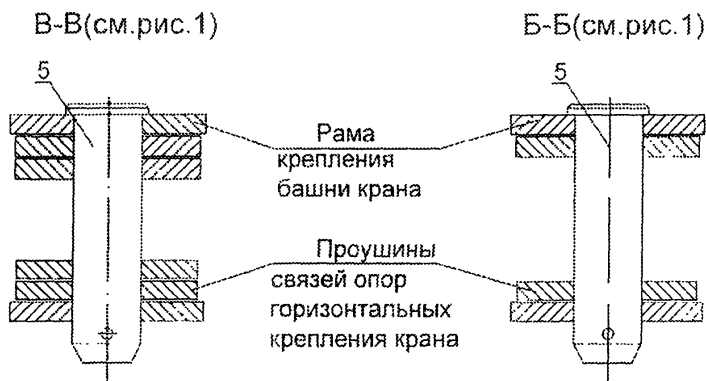 В-В(см.рис.1)
Б-Б(см.рис.1)
5
5
Рама
крепления
башни крана
Проушины
связей опор
горизонтальных
крепления крана